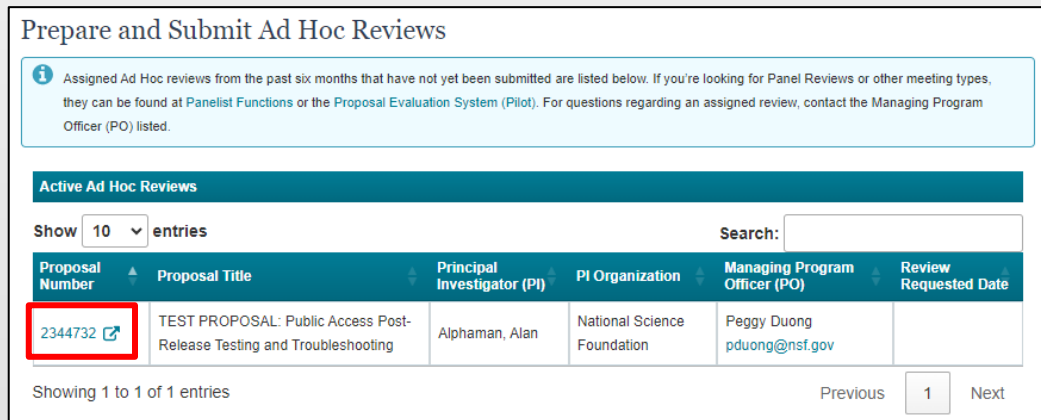 Prepare and Submit Ad Hoc Reviews
Assigned Ad Hoc reviews from the past six months that have not yet been submitted are listed below. If you're looking for Panel Reviews or other meeting types,
they can be found at Panelist Functions or the Proposal Evaluation System (Pilot). For questions regarding an assigned review, contact the Managing Program
Officer (PO) listed.
Active Ad Hoc Reviews
Show 10 entries Search:
Proposal Number Proposal Title Principal Investigator (PI) PI Organization Managing Program Officer (PO) Review Requested Date
2344732 TEST PROPOSAL: Public Access Post-Release Testing and Troubleshooting Alphaman, Alan National Science Foundation Peggy Duong pduong@nsf.gov
Showing 1 to 1 of 1 entries Previous 1 Next